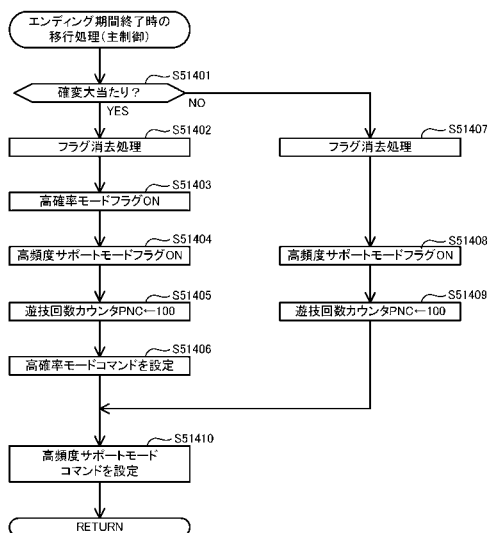 エンディング期間終了時の
移行処理(主制御)
S51401
確変大当たり?
YES
NO
S51402
フラグ消去処理
S51403
高確率モードフラグON
S51404
高頻度サポートモードフラグON
S51405
遊技回数カウンタPNC←100
S51406
高確率モードコマンドを設定
S51407
フラグ消去処理
S51408
高頻度サポートモードフラグON
S51409
遊技回数カウンタPNC←100
S51410
高頻度サポートモード
コマンドを設定
RETURN